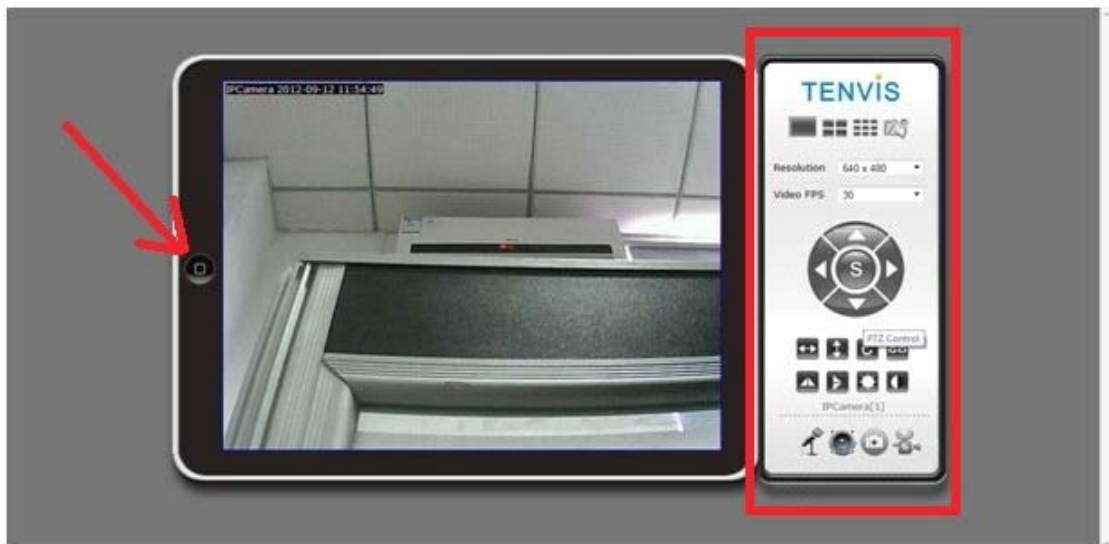 IPCamera 2012-09-12 11:54:49
TENVIS
Resolution 640 x 480
Video FPS 30
S
PTZ Control
IPCamera[1]